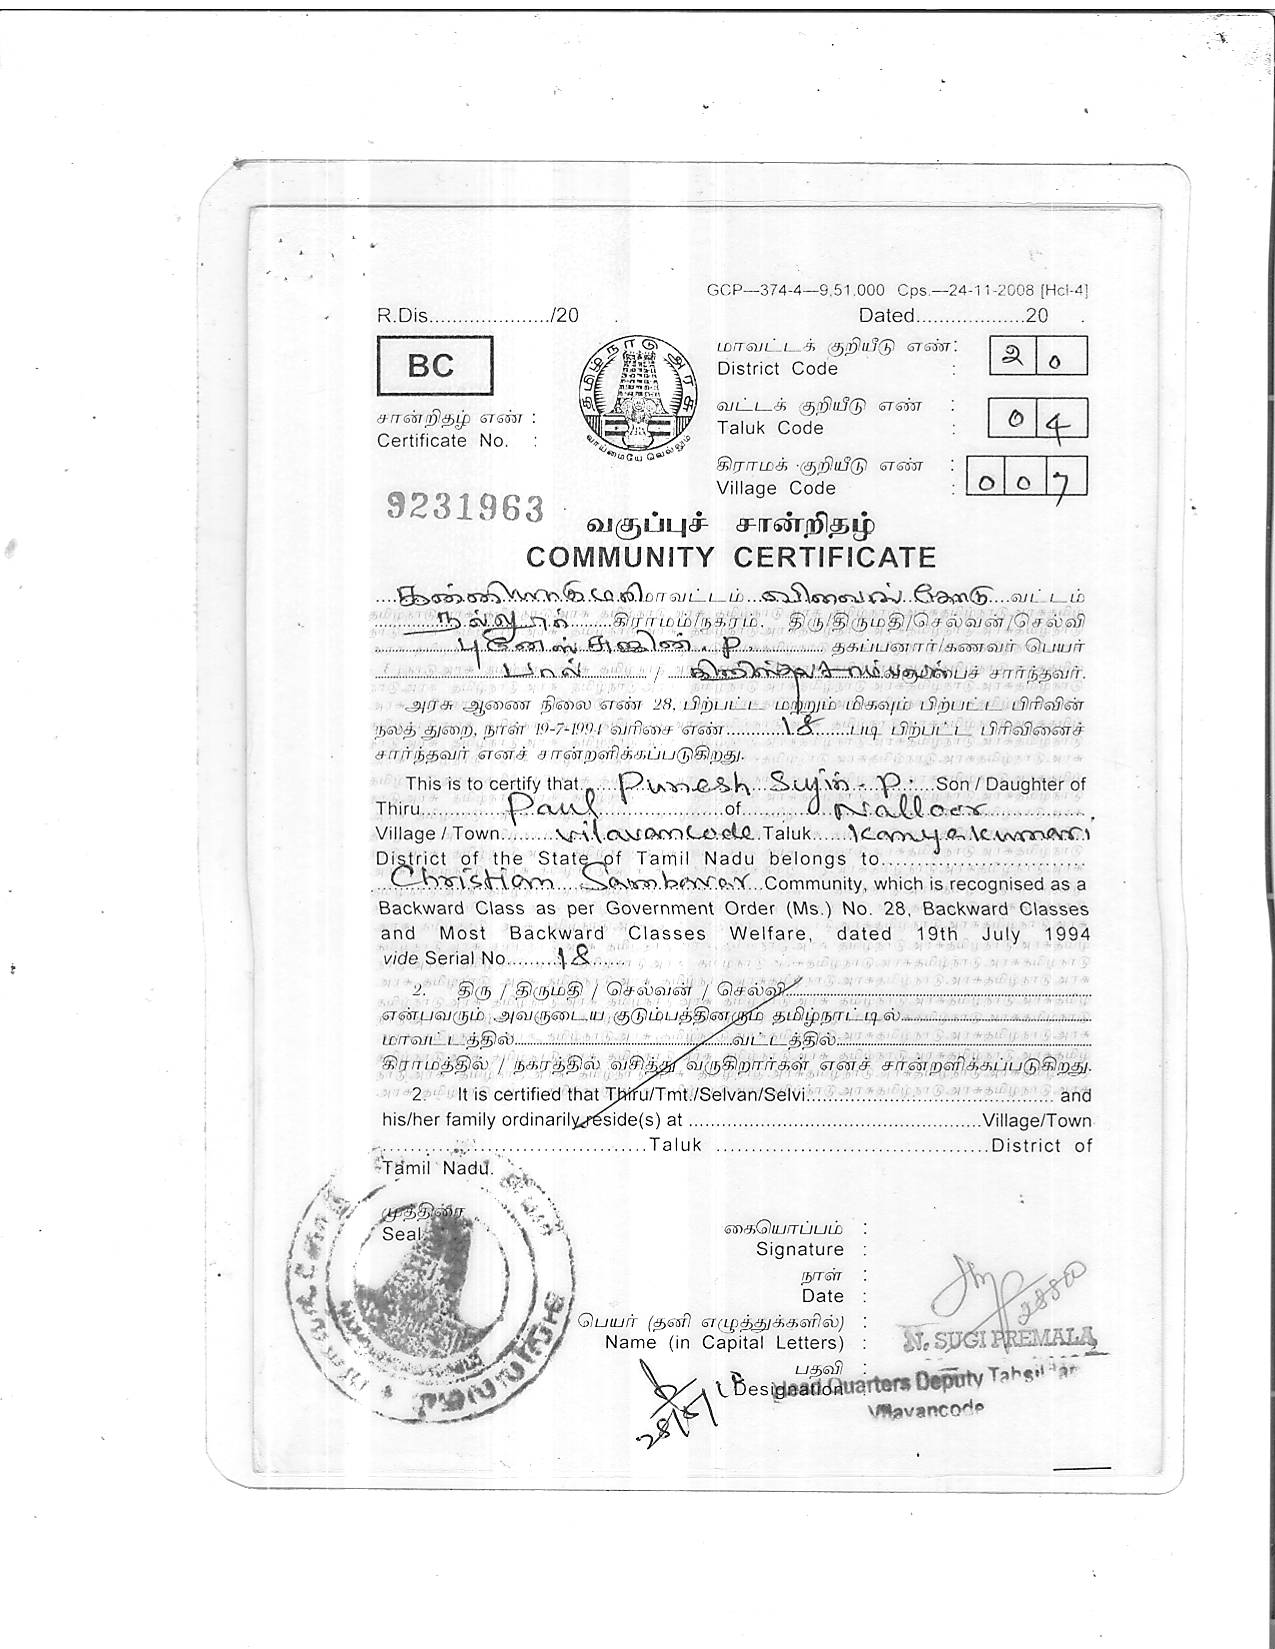 GCP—374-4—9,51,000 Cps.—24-11-2008 [Hcl-4]
R.Dis...................../20 . Dated...................20 .
BC
தமிழ்நாடு அரசு
வாய்மையே வெல்லும்
மாவட்டக் குறியீடு எண்:
District Code : 20
சான்றிதழ் எண் :
Certificate No. :
வட்டக் குறியீடு எண் :
Taluk Code : 04
கிராமக் குறியீடு எண் :
Village Code : 007
9231963
வகுப்புச் சான்றிதழ்
COMMUNITY CERTIFICATE
கன்னியாகுமரி மாவட்டம் விளவங்கோடு வட்டம்
நல்லூர் கிராமம்/நகரம். திரு/திருமதி/செல்வன்/செல்வி
புனேஸ் சுஜின். P. தகப்பனார்/கணவர் பெயர்
பால் / கிறிஸ்தவ சாம்பவர் வகுப்பைச் சார்ந்தவர்.
அரசு ஆணை நிலை எண் 28, பிற்பட்ட மற்றும் மிகவும் பிற்பட்ட பிரிவின்
நலத் துறை, நாள் 19-7-1994 வரிசை எண் 18 படி பிற்பட்ட பிரிவினைச்
சார்ந்தவர் எனச் சான்றளிக்கப்படுகிறது.
This is to certify that Punesh Sujin. P. Son / Daughter of
Thiru Paul of Nalloor
Village / Town Vilavancode Taluk Kanyakumari
District of the State of Tamil Nadu belongs to
Christian Sambavar Community, which is recognised as a
Backward Class as per Government Order (Ms.) No. 28, Backward Classes
and Most Backward Classes Welfare, dated 19th July 1994
vide Serial No. 18
2. திரு / திருமதி / செல்வன் / செல்வி
என்பவரும் அவருடைய குடும்பத்தினரும் தமிழ்நாட்டில்
மாவட்டத்தில் வட்டத்தில்
கிராமத்தில் / நகரத்தில் வசித்து வருகிறார்கள் எனச் சான்றளிக்கப்படுகிறது.
2. It is certified that Thiru/Tmt./Selvan/Selvi and
his/her family ordinarily reside(s) at Village/Town
Taluk District of
Tamil Nadu.
முத்திரை
Seal
கையொப்பம் :
Signature :
நாள் :
Date :
பெயர் (தனி எழுத்துக்களில்) :
Name (in Capital Letters) : N. SUGI PREMALA
பதவி :
Designation Head Quarters Deputy Tahsildar
Vilavancode
28/5/18